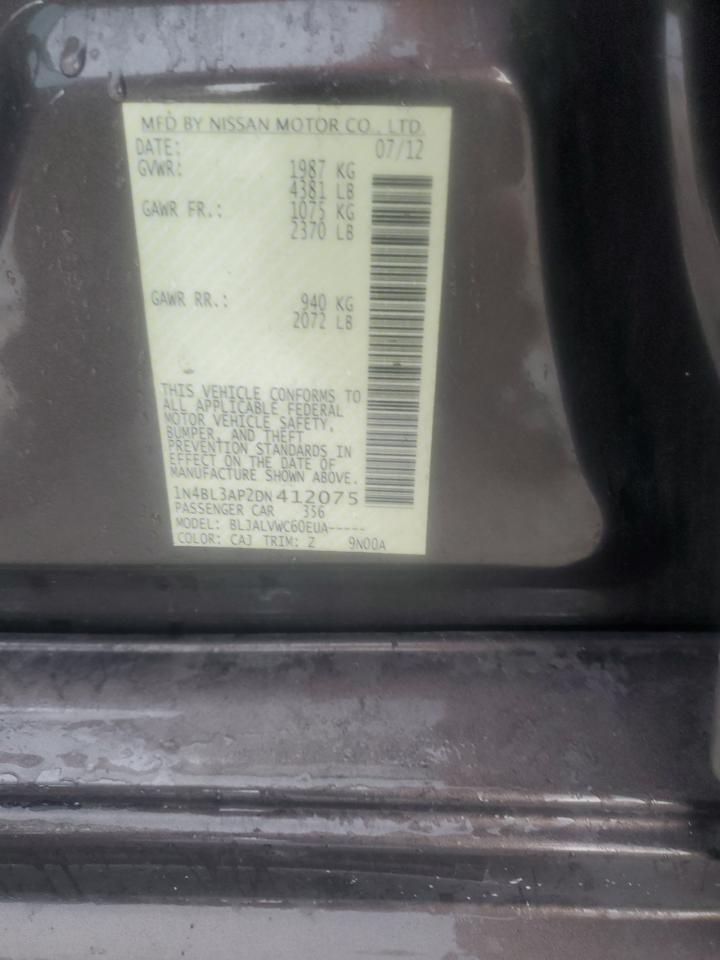 MFD BY NISSAN MOTOR CO., LTD.
DATE: 07/12
GVWR: 1987 KG
4381 LB
GAWR FR.: 1075 KG
2370 LB
GAWR RR.: 940 KG
2072 LB
THIS VEHICLE CONFORMS TO
ALL APPLICABLE FEDERAL
MOTOR VEHICLE SAFETY,
BUMPER, AND THEFT
PREVENTION STANDARDS IN
EFFECT ON THE DATE OF
MANUFACTURE SHOWN ABOVE.
1N4BL3AP2DN412075
PASSENGER CAR 356
MODEL: BLJALVWC60EUA-----
COLOR: CAJ TRIM: Z 9N00A